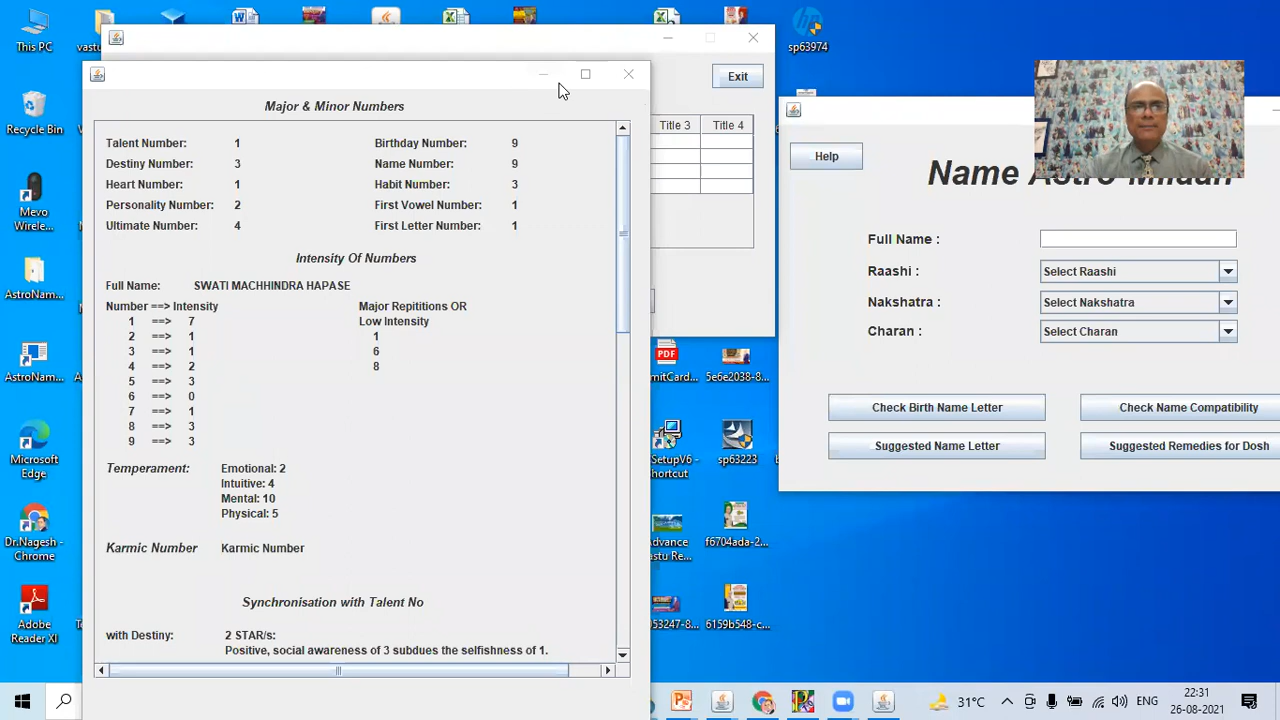 This PC
Recycle Bin
Mevo
Wirele...
AstroNam...
AstroNam...
Microsoft
Edge
Dr.Nagesh -
Chrome
Adobe
Reader XI
vastu
Major & Minor Numbers
Talent Number: 1 Birthday Number: 9
Destiny Number: 3 Name Number: 9
Heart Number: 1 Habit Number: 3
Personality Number: 2 First Vowel Number: 1
Ultimate Number: 4 First Letter Number: 1
Intensity Of Numbers
Full Name: SWATI MACHHINDRA HAPASE
Number ==> Intensity Major Repititions OR
Low Intensity
1 ==> 7 1
2 ==> 1 6
3 ==> 1 8
4 ==> 2
5 ==> 3
6 ==> 0
7 ==> 1
8 ==> 3
9 ==> 3
Temperament: Emotional: 2
Intuitive: 4
Mental: 10
Physical: 5
Karmic Number Karmic Number
Synchronisation with Talent No
with Destiny: 2 STAR/s:
Positive, social awareness of 3 subdues the selfishness of 1.
Exit
Title 3 Title 4
sp63974
mitCard... 5e6e2038-8...
SetupV6 - sp63223
hortcut
Advance f6704ada-2...
astu Re...
053247-8... 6159b548-c...
Help
Name Astro
Full Name :
Raashi : Select Raashi
Nakshatra : Select Nakshatra
Charan : Select Charan
Check Birth Name Letter Check Name Compatibility
Suggested Name Letter Suggested Remedies for Dosh
31°C ENG 22:31
26-08-2021